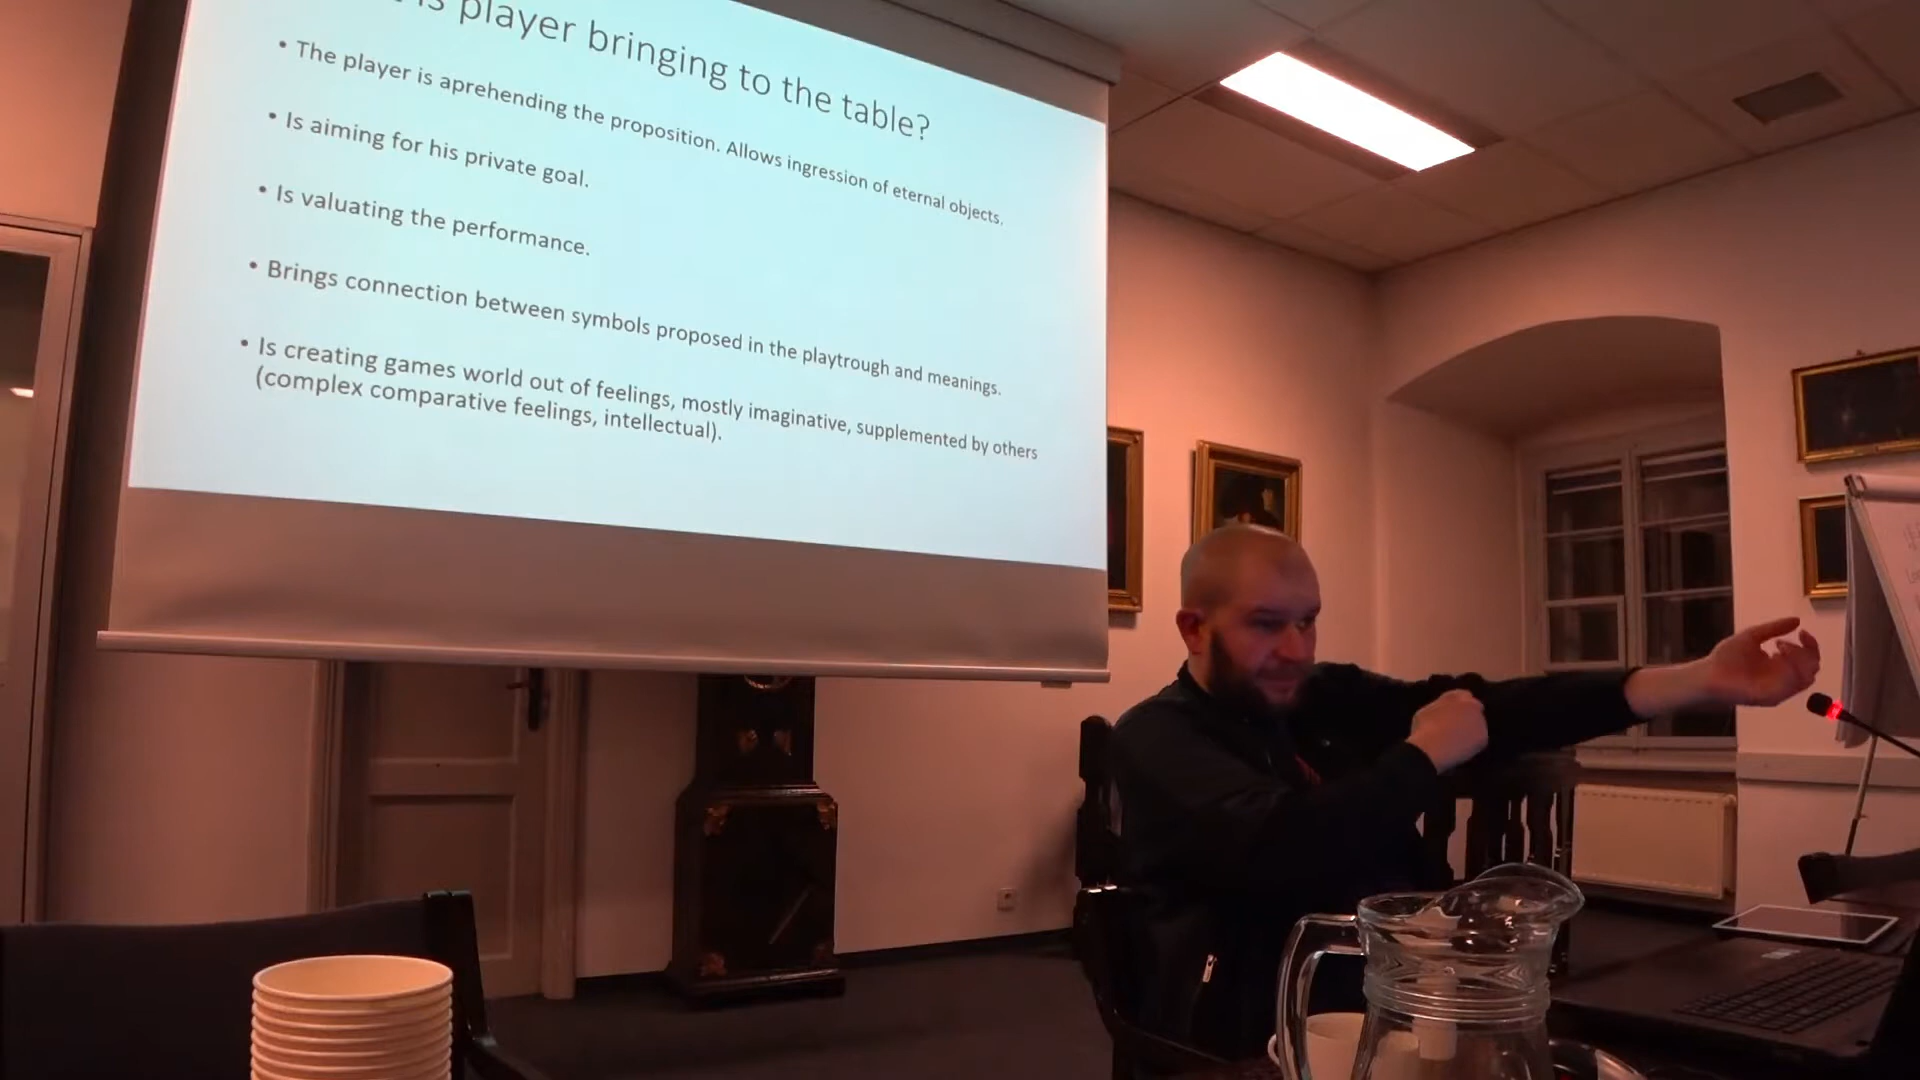 is player bringing to the table?
• The player is aprehending the proposition. Allows ingression of eternal objects.
• Is aiming for his private goal.
• Is valuating the performance.
• Brings connection between symbols proposed in the playtrough and meanings.
• Is creating games world out of feelings, mostly imaginative, supplemented by others
(complex comparative feelings, intellectual).